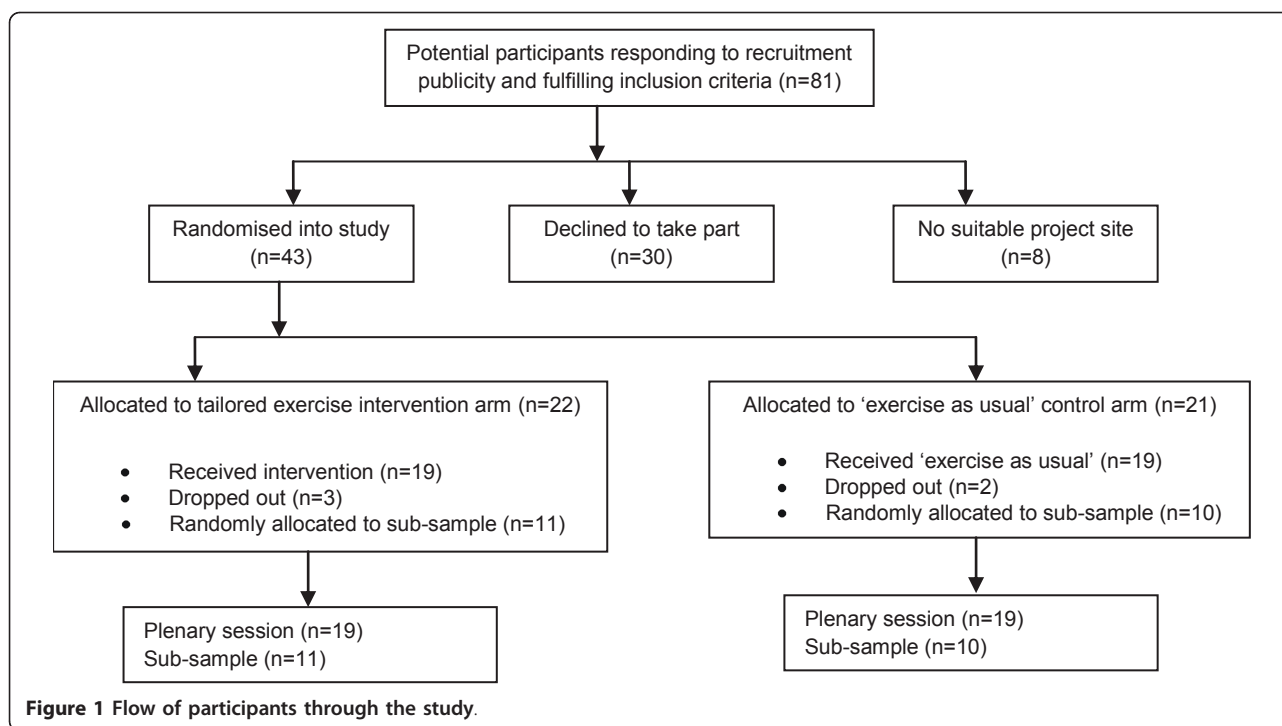 Potential participants responding to recruitment
publicity and fulfilling inclusion criteria (n=81)
Randomised into study
(n=43)
Declined to take part
(n=30)
No suitable project site
(n=8)
Allocated to tailored exercise intervention arm (n=22)
• Received intervention (n=19)
• Dropped out (n=3)
• Randomly allocated to sub-sample (n=11)
Allocated to ‘exercise as usual’ control arm (n=21)
• Received ‘exercise as usual’ (n=19)
• Dropped out (n=2)
• Randomly allocated to sub-sample (n=10)
Plenary session (n=19)
Sub-sample (n=11)
Plenary session (n=19)
Sub-sample (n=10)
Figure 1 Flow of participants through the study.